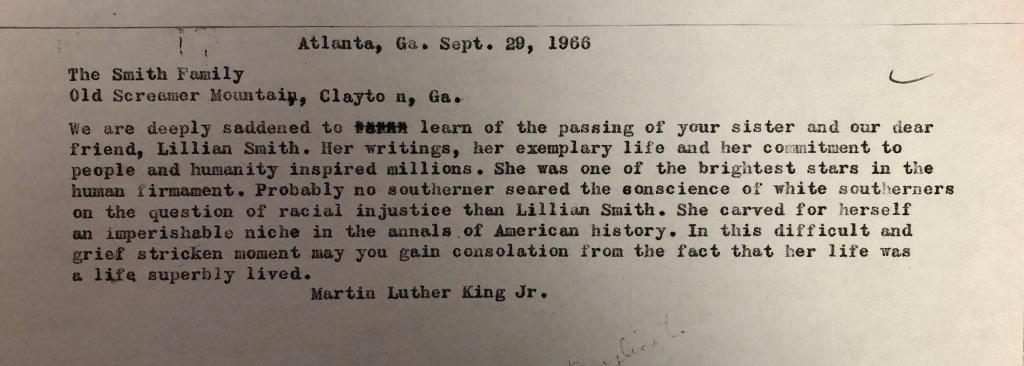 Atlanta, Ga. Sept. 29, 1966
The Smith Family
Old Screamer Mountain, Clayto n, Ga.
We are deeply saddened to learn of the passing of your sister and our dear
friend, Lillian Smith. Her writings, her exemplary life and her commitment to
people and humanity inspired millions. She was one of the brightest stars in the
human firmament. Probably no southerner seared the conscience of white southerners
on the question of racial injustice than Lillian Smith. She carved for herself
an imperishable niche in the annals of American history. In this difficult and
grief stricken moment may you gain consolation from the fact that her life was
a life superbly lived.
Martin Luther King Jr.